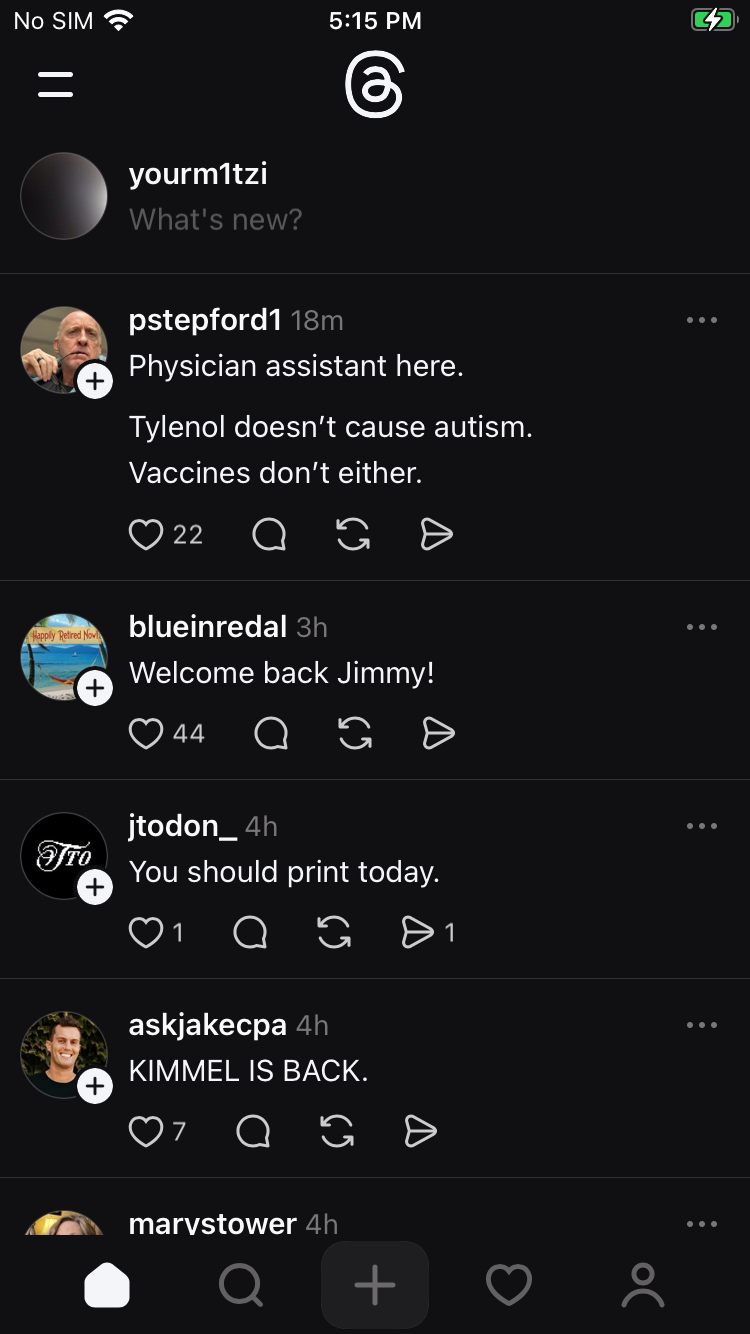 No SIM 5:15 PM
yourm1tzi
What's new?
pstepford1 18m
Physician assistant here.
Tylenol doesn’t cause autism.
Vaccines don’t either.
22
Happily Retired Now!
blueinredal 3h
Welcome back Jimmy!
44
JTO
jtodon_ 4h
You should print today.
1 1
askjakecpa 4h
KIMMEL IS BACK.
7
marystower 4h